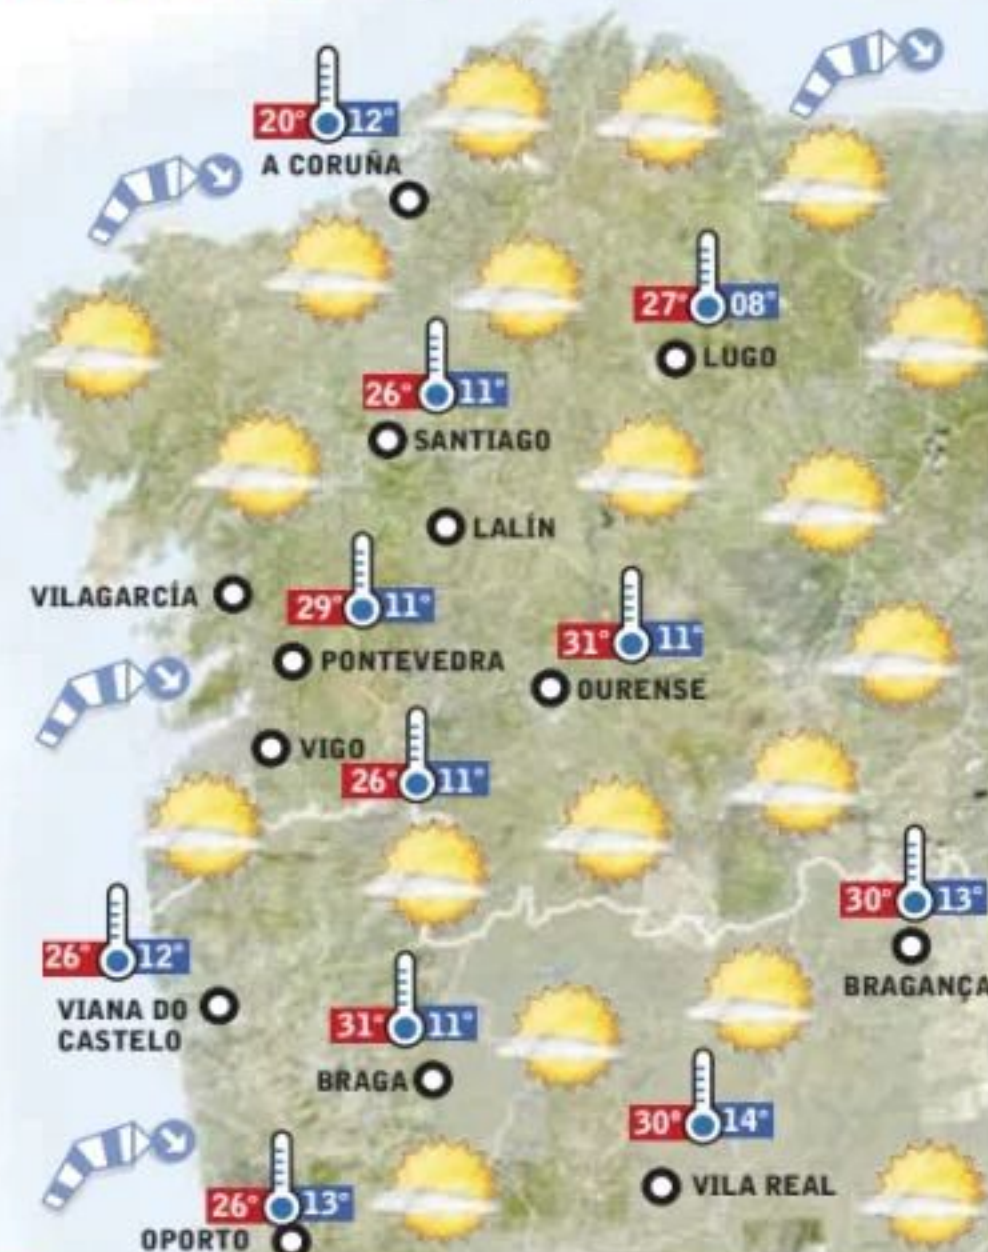 20° 12°
A CORUÑA
27° 08°
LUGO
26° 11°
SANTIAGO
LALÍN
VILAGARCÍA
29° 11°
PONTEVEDRA
31° 11°
OURENSE
VIGO
26° 11°
30° 13°
BRAGANÇA
26° 12°
VIANA DO
CASTELO
31° 11°
BRAGA
30° 14°
VILA REAL
26° 13°
OPORTO